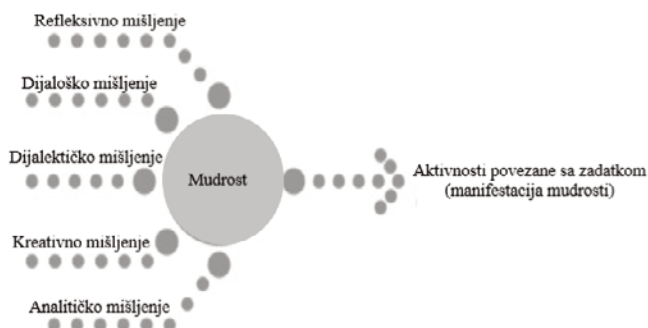 Refleksivno mišljenje
Dijaloško mišljenje
Dijalektičko mišljenje
Mudrost
Aktivnosti povezane sa zadatkom
(manifestacija mudrosti)
Kreativno mišljenje
Analitičko mišljenje